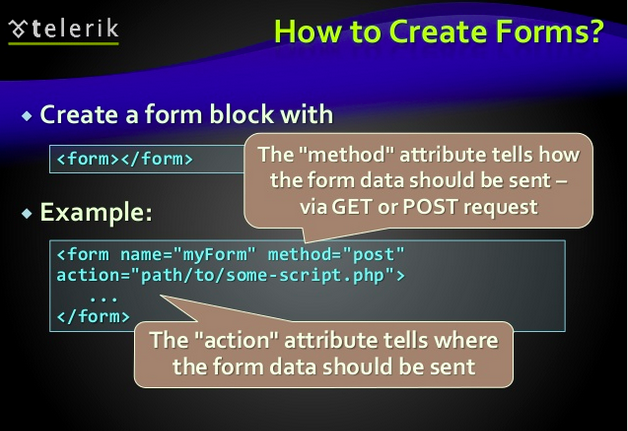 telerik
How to Create Forms?
Create a form block with
<form></form>
The "method" attribute tells how
the form data should be sent –
via GET or POST request
Example:
<form name="myForm" method="post"
action="path/to/some-script.php">
...
</form>
The "action" attribute tells where
the form data should be sent